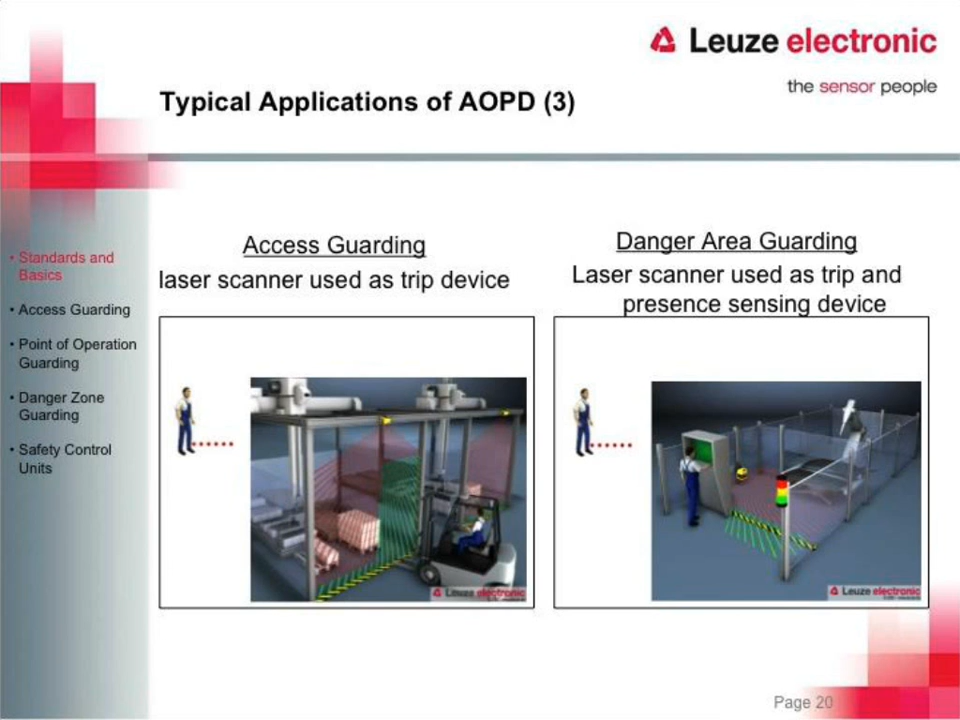 Leuze electronic
the sensor people
Typical Applications of AOPD (3)
• Standards and
Basics
• Access Guarding
• Point of Operation
Guarding
• Danger Zone
Guarding
• Safety Control
Units
Access Guarding
laser scanner used as trip device
Leuze electronic
Danger Area Guarding
Laser scanner used as trip and
presence sensing device
Leuze electronic
Page 20